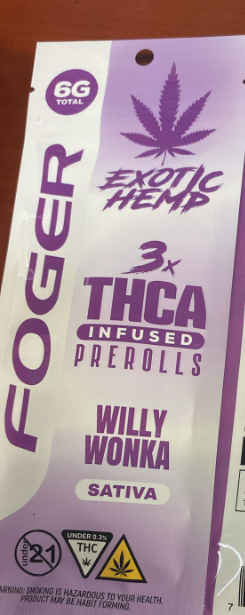 6G
TOTAL
FOGER
EXOTIC
HEMP
3x
THCA
INFUSED
PREROLLS
WILLY
WONKA
SATIVA
under
21
UNDER 0.3%
THC
WARNING: SMOKING IS HAZARDOUS TO YOUR HEALTH.
PRODUCT MAY BE HABIT FORMING.
7